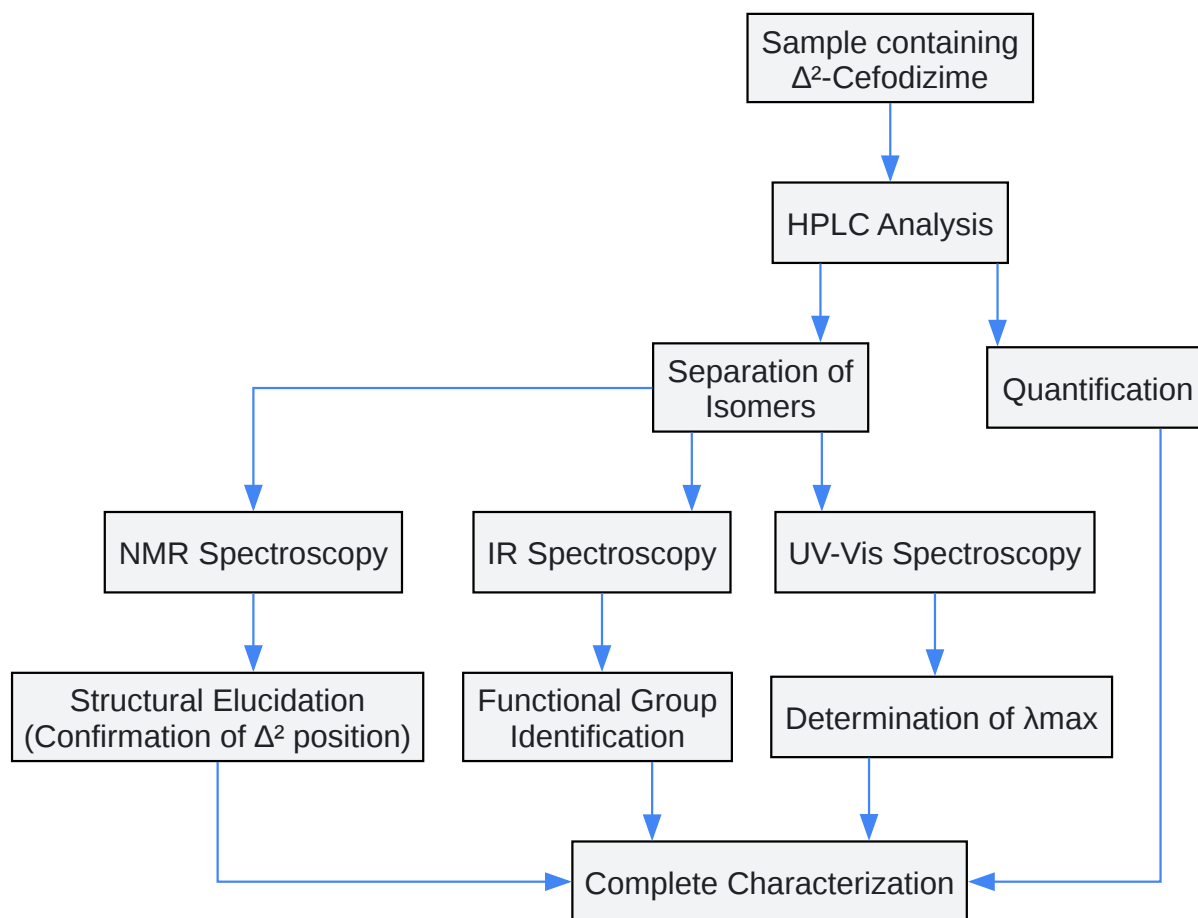 Sample containing
Δ²-Cefodizime
HPLC Analysis
Separation of
Isomers
Quantification
NMR Spectroscopy
IR Spectroscopy
UV-Vis Spectroscopy
Structural Elucidation
(Confirmation of Δ² position)
Functional Group
Identification
Determination of λmax
Complete Characterization